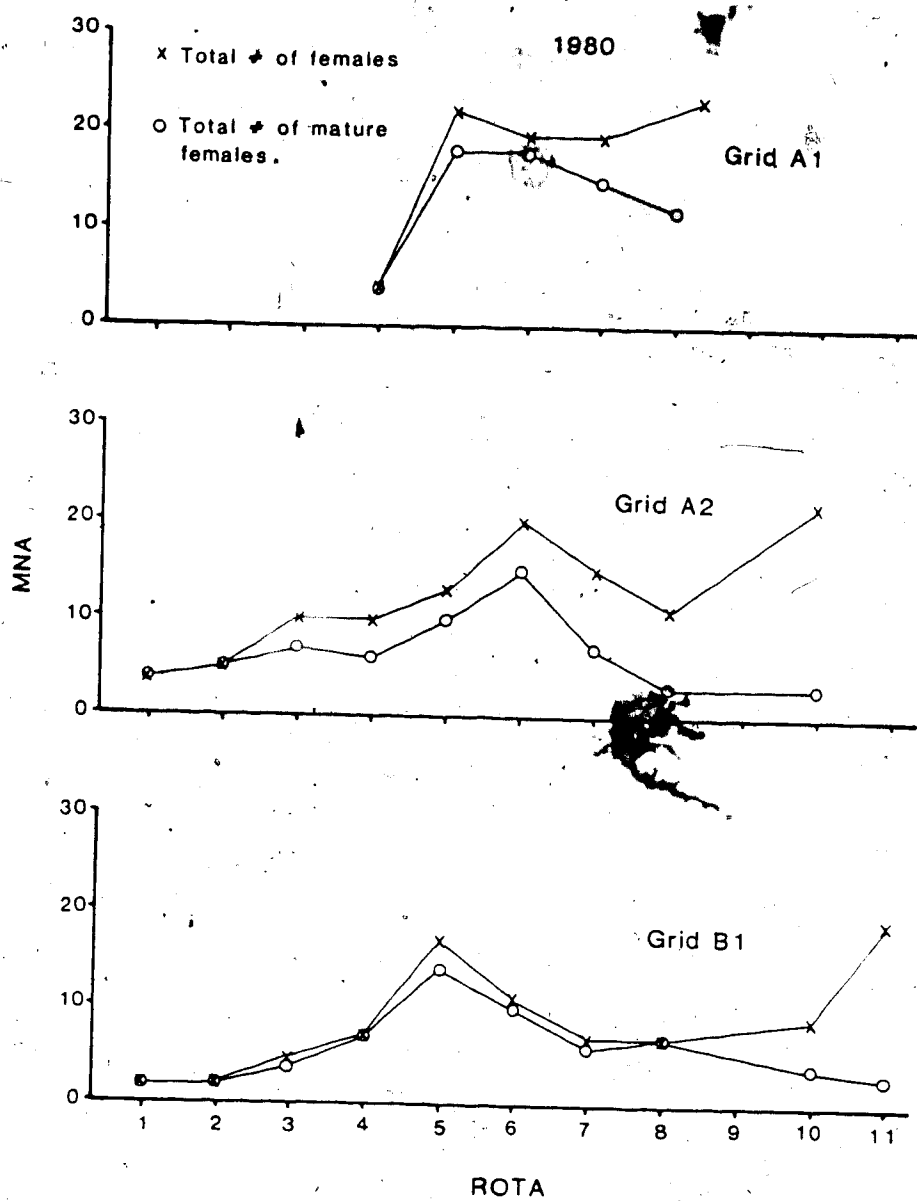 30
20
10
0
x Total # of females
o Total # of mature
females.
1980
Grid A1
MNA
30
20
10
0
Grid A2
30
20
10
0
Grid B1
1 2 3 4 5 6 7 8 9 10 11
ROTA